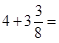 4 + 3 3/8 =